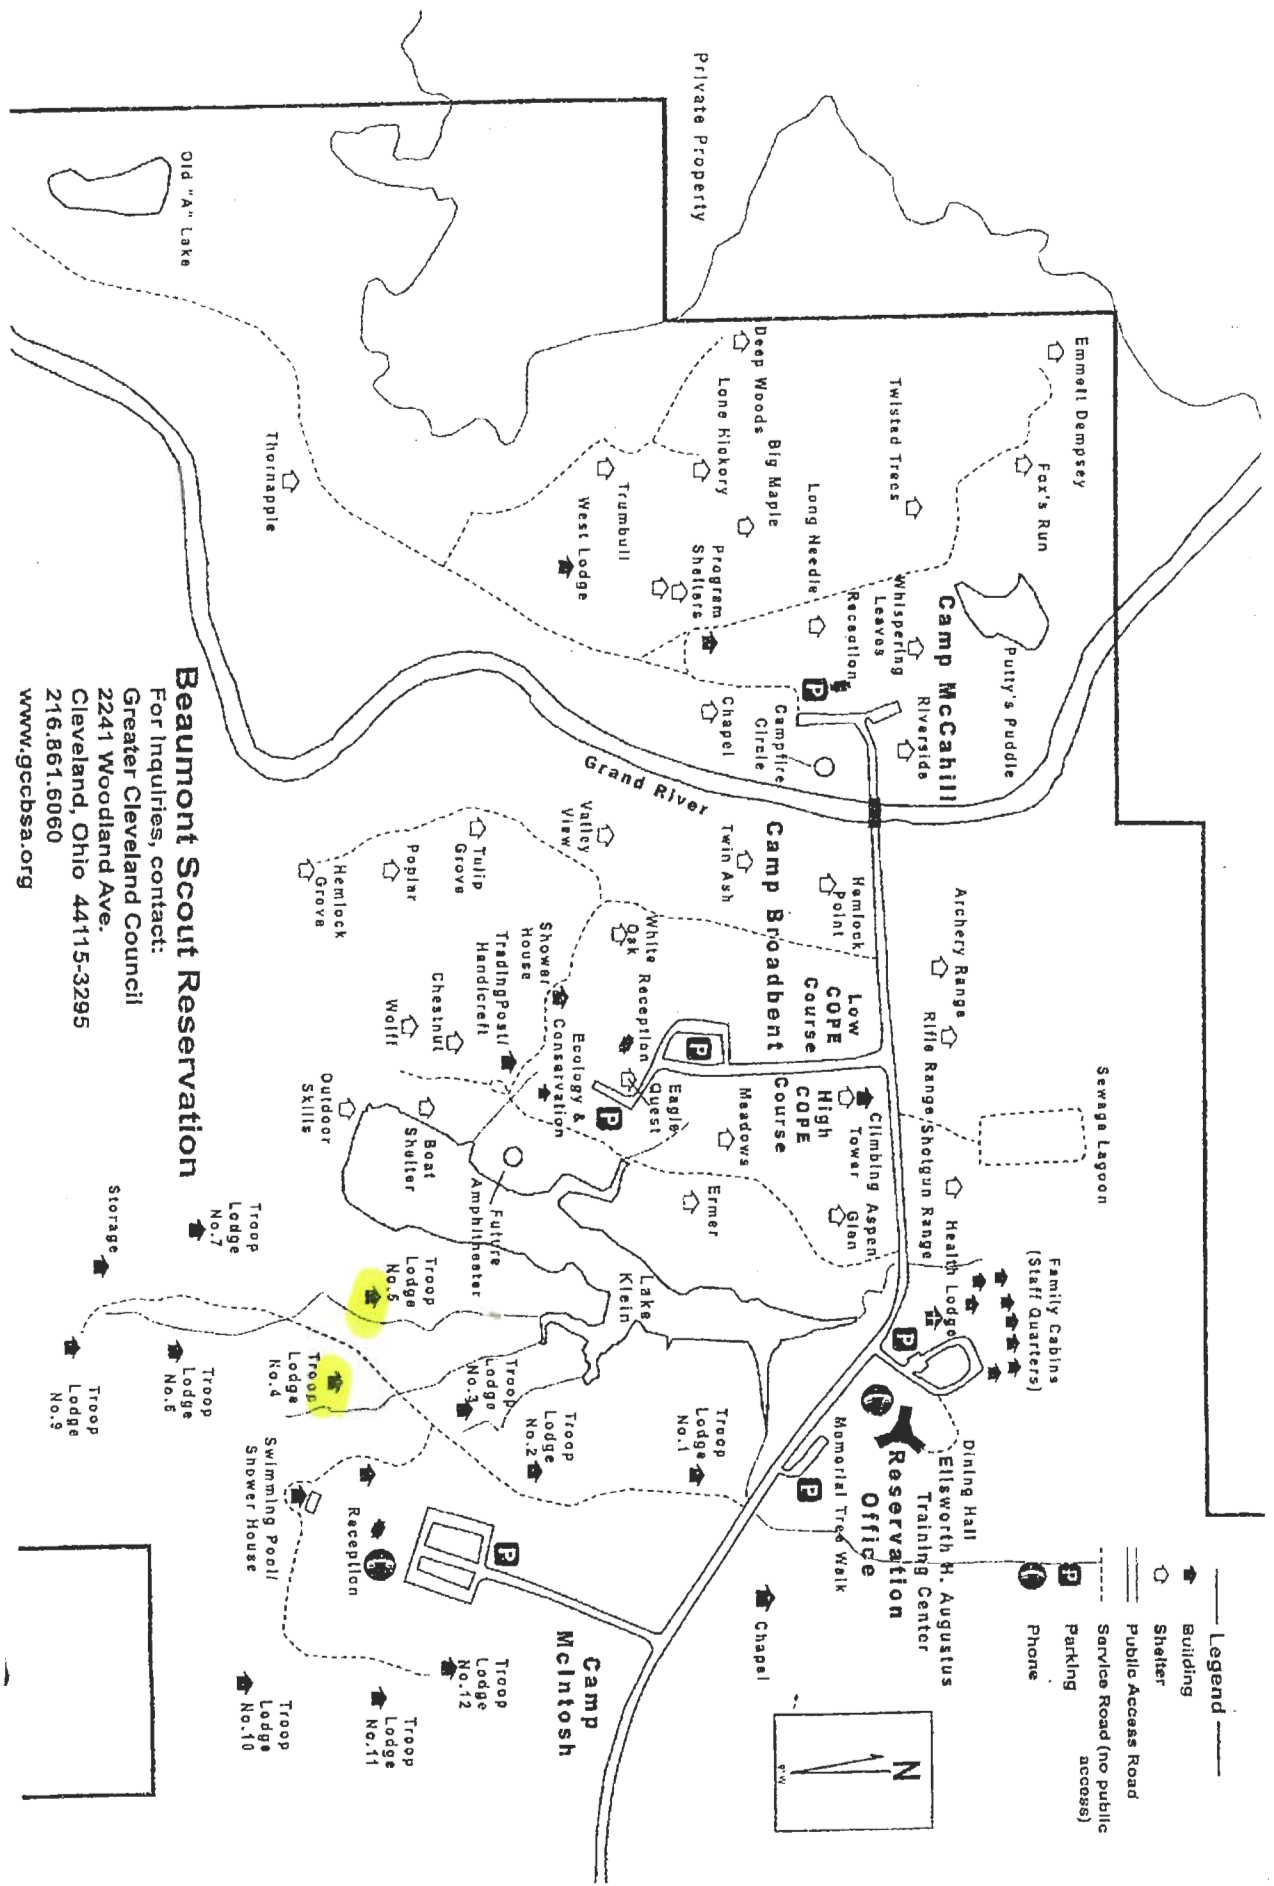 Legend
Building
Shelter
Public Access Road
Service Road (no public
access)
Parking
P
Phone
Emmett Dempsey
Fox's Run
Sewage Lagoon
Family Cabins
(Staff Quarters)
Putty's Puddle
Camp McCahill
Archery Range
Rifle Range/Shotgun Range
Health Lodge
Dining Hall
Ellsworth H. Augustus
Training Center
Reservation
Office
P
Memorial Tree Walk
P
N
Twisted Trees
Whispering
Leaves
Riverside
Reception
P
Long Needle
Campfire
Circle
Hemlock
Point
Low
COPE
Course
Climbing
Tower
Aspen
Glen
High
COPE
Course
Camp Broadbent
Big Maple
Deep Woods
Lone Hickory
Program
Shelters
Chapel
Twin Ash
Meadows
Ermer
Troop
Lodge
No.1
Chapel
Private Property
Grand River
P
Eagle
Quest
P
White
Oak
Reception
Lake
Klein
Trumbull
West Lodge
Valley
View
Ecology &
Conservation
Shower
House
TradingPost/
Handicraft
Future
Amphitheater
Troop
Lodge
No.2
Troop
Lodge
No.3
P
Camp
McIntosh
Tulip
Grove
Poplar
Chestnut
Wolff
Boat
Shelter
Troop
Lodge
No.5
Troop
Lodge
No.12
Troop
Lodge
No.11
Hemlock
Grove
Outdoor
Skills
Troop
Lodge
No.4
Reception
Swimming Pool/
Shower House
Troop
Lodge
No.10
Thornapple
Troop
Lodge
No.7
Troop
Lodge
No.6
Storage
Troop
Lodge
No.9
Old "A" Lake
Beaumont Scout Reservation
For Inquiries, contact:
Greater Cleveland Council
2241 Woodland Ave.
Cleveland, Ohio 44115-3295
216.861.6060
www.gccbsa.org